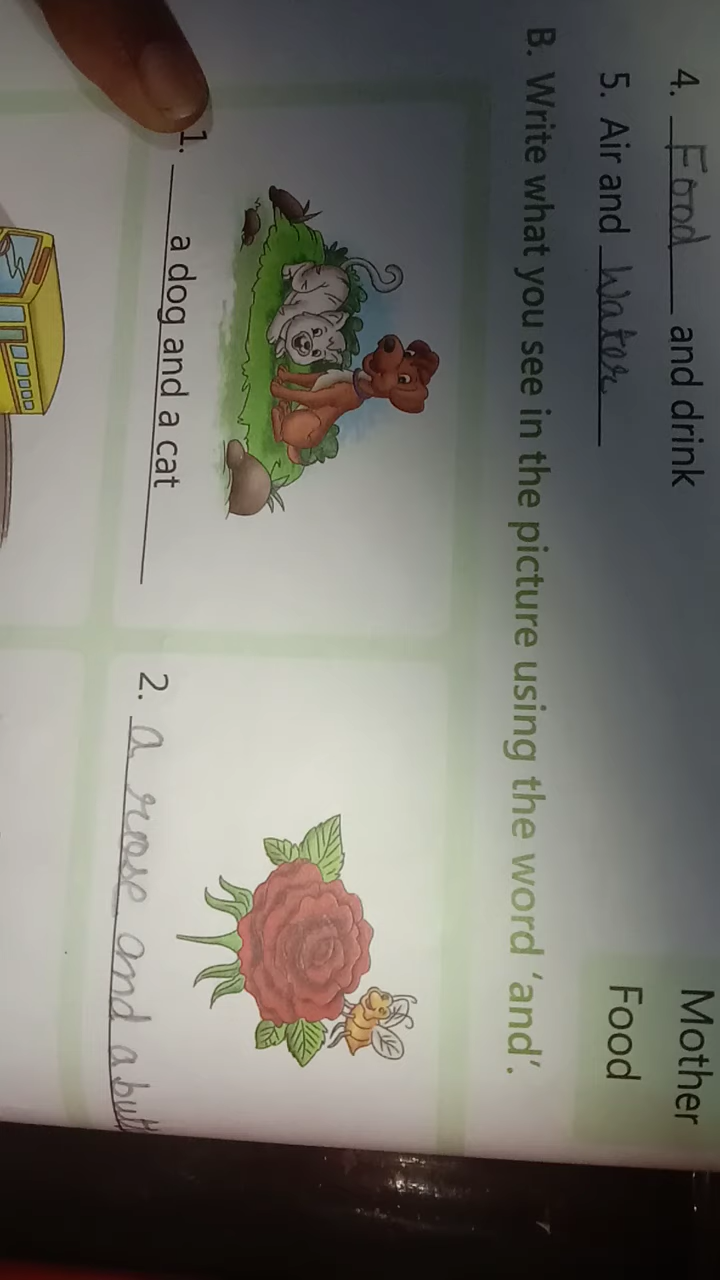 4. Food and drink
5. Air and Water
Mother
Food
B. Write what you see in the picture using the word 'and'.
1. a dog and a cat
2. a rose and a butt